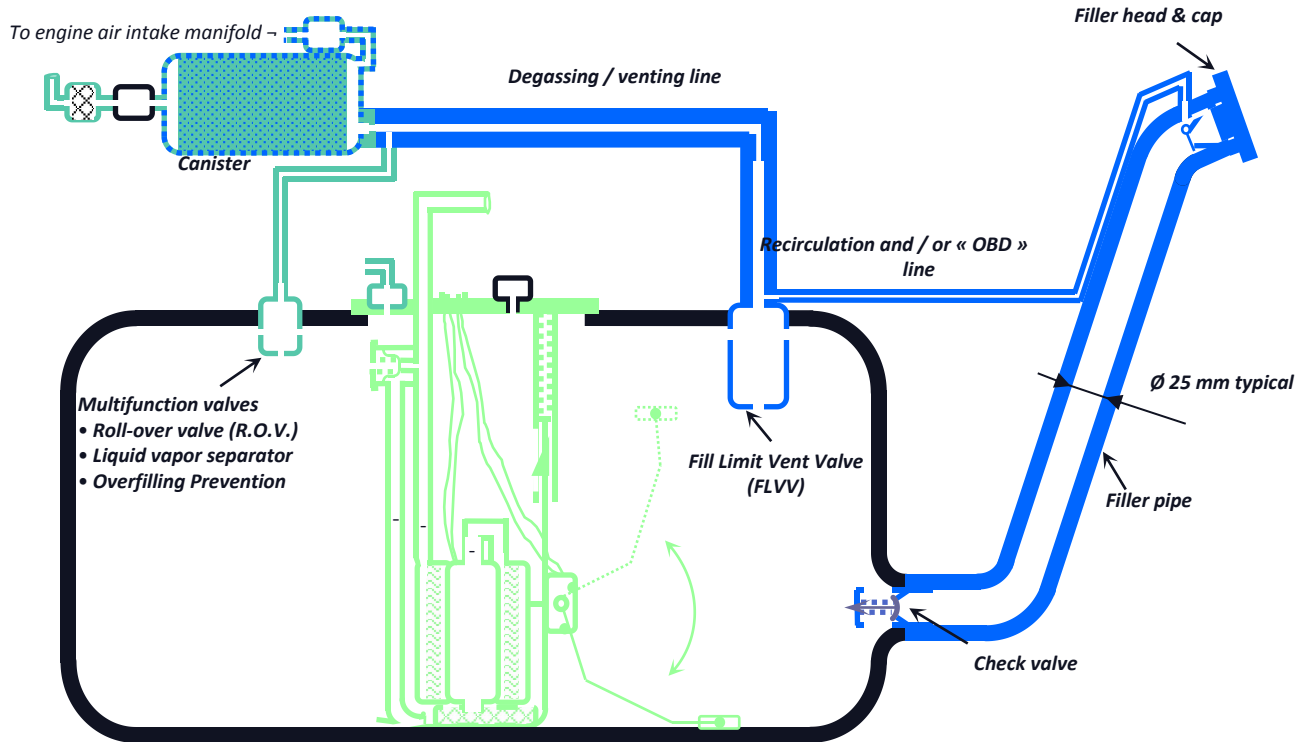 Filler head & cap
To engine air intake manifold ¬
Degassing / venting line
Canister
Recirculation and / or « OBD »
line
Ø 25 mm typical
Multifunction valves
• Roll-over valve (R.O.V.)
• Liquid vapor separator
• Overfilling Prevention
Fill Limit Vent Valve
(FLVV)
Filler pipe
Check valve